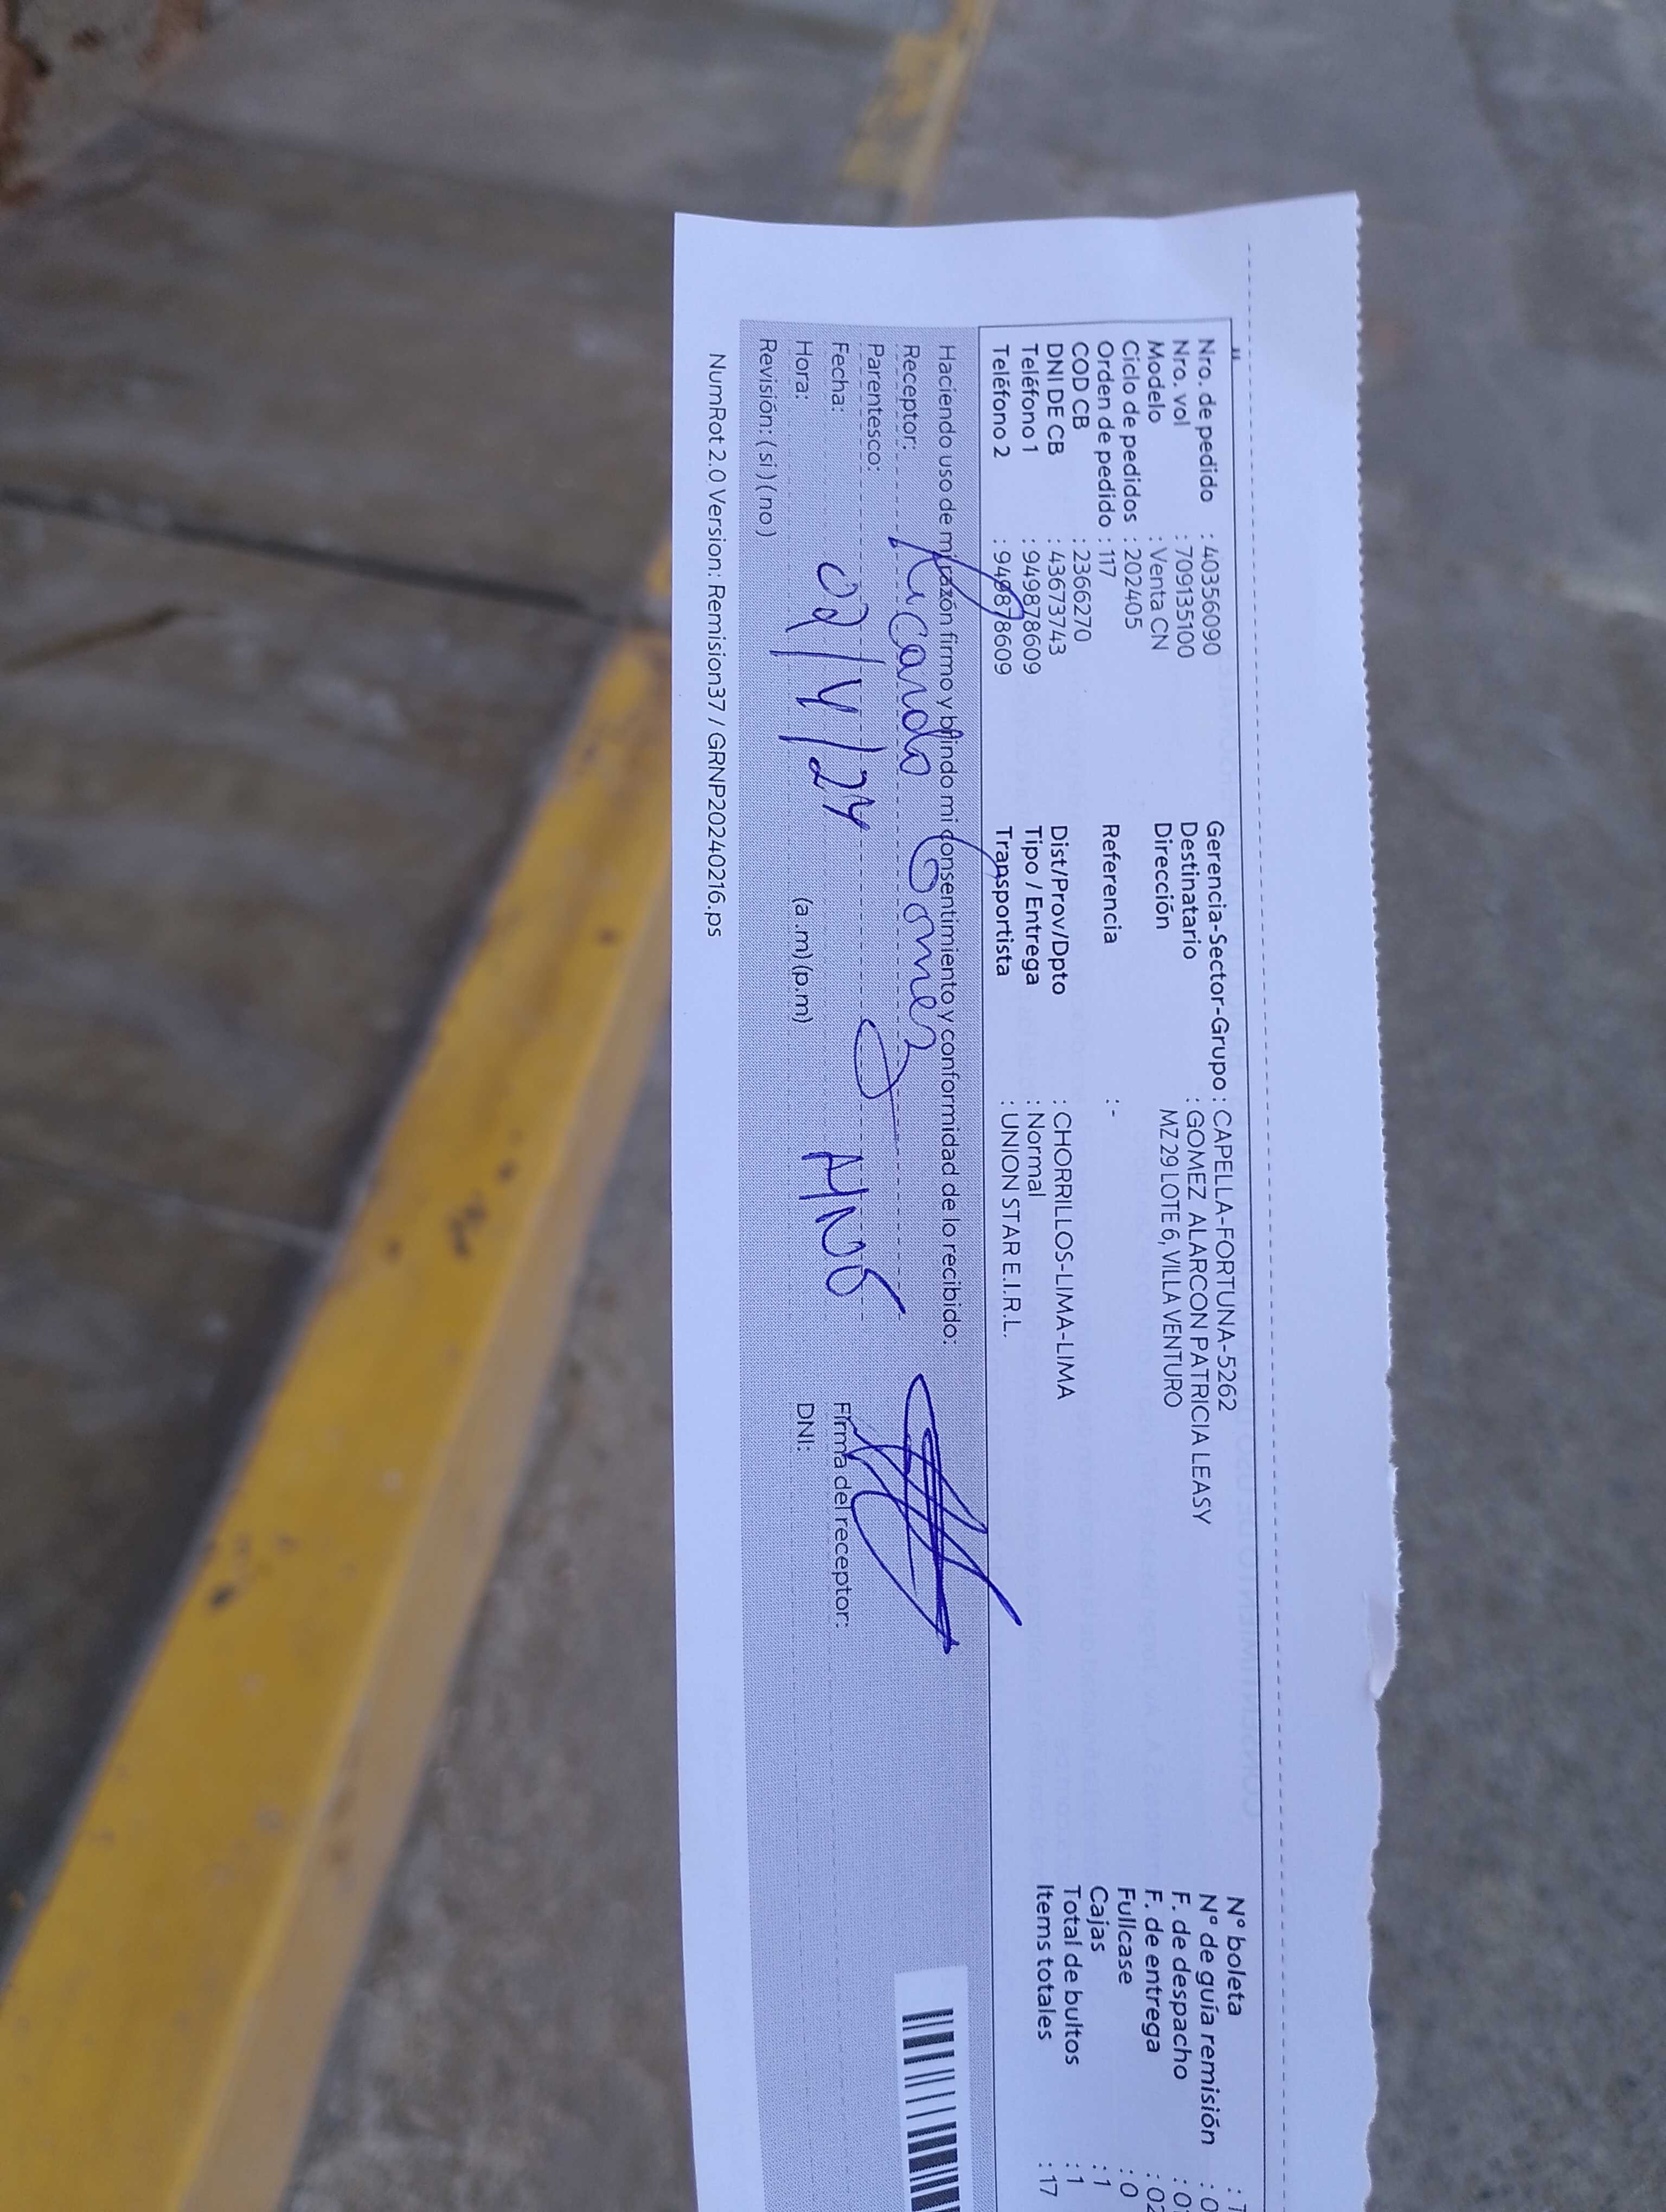 Nro. de pedido : 40356090
Nro. vol : 709135100
Modelo : Venta CN
Ciclo de pedidos : 202405
Orden de pedido : 117
COD CB : 2366270
DNI DE CB : 43673743
Teléfono 1 : 949878609
Teléfono 2 : 949878609
Gerencia-Sector-Grupo : CAPELLA-FORTUNA-5262
Destinatario : GOMEZ ALARCON PATRICIA LEASY
Dirección MZ 29 LOTE 6, VILLA VENTURO
Referencia : -
Dist/Prov/Dpto : CHORRILLOS-LIMA-LIMA
Tipo / Entrega : Normal
Transportista : UNION STAR E.I.R.L.
N° boleta :
N° de guía remisión : 0
F. de despacho : 0
F. de entrega : 02
Fullcase : 0
Cajas : 1
Total de bultos : 1
Items totales : 17
Haciendo uso de mi razón firmo y brindo mi consentimiento y conformidad de lo recibido:
Receptor: Ricardo Gomez
Parentesco: HNO
Fecha: 02/4/24
Hora: (a.m) (p.m)
Revisión: (si) (no)
Firma del receptor:
DNI:
NumRot 2.0 Version: Remision37 / GRNP20240216.ps